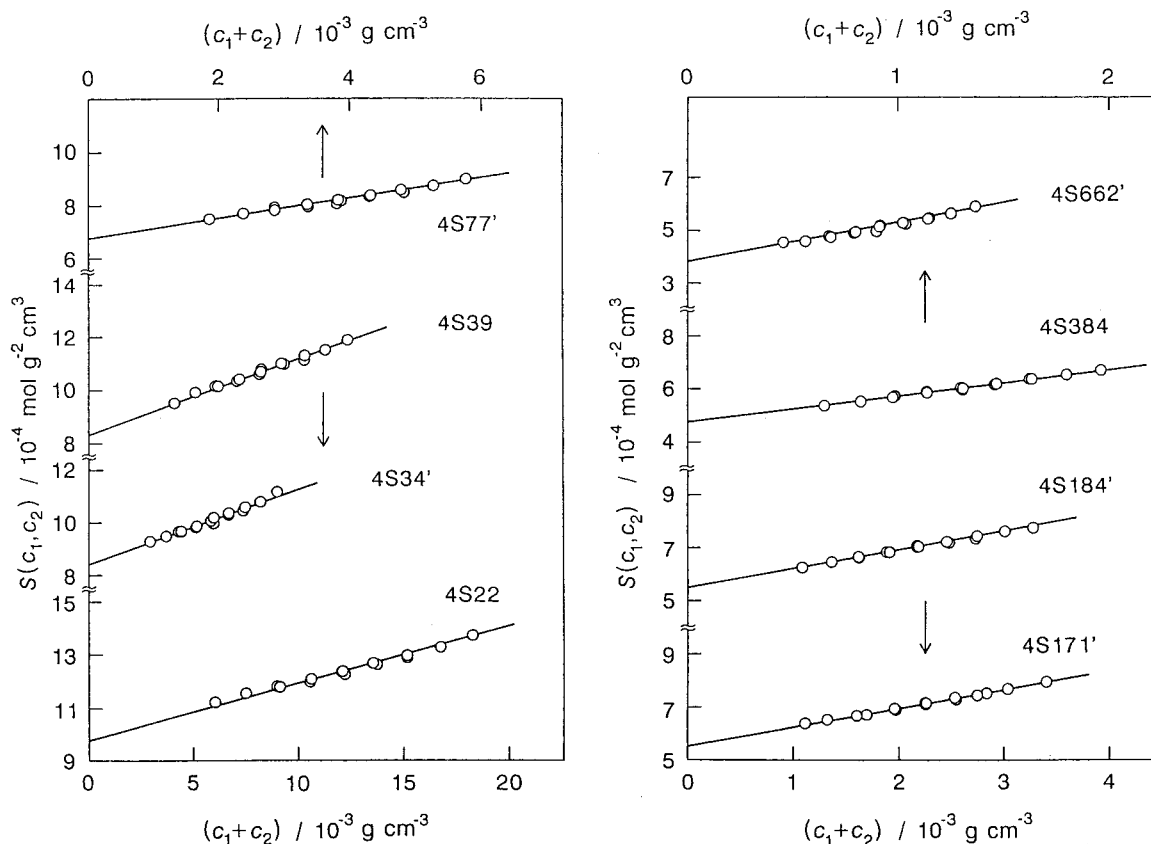 (c₁+c₂) / 10⁻³ g cm⁻³
0 2 4 6
10
8
6
14
12
10
8
12
10
8
15
13
11
9
S(c₁,c₂) / 10⁻⁴ mol g⁻² cm³
4S77'
4S39
4S34'
4S22
0 5 10 15 20
(c₁+c₂) / 10⁻³ g cm⁻³
(c₁+c₂) / 10⁻³ g cm⁻³
0 1 2
7
5
3
8
6
4
9
7
5
9
7
5
S(c₁,c₂) / 10⁻⁴ mol g⁻² cm³
4S662'
4S384
4S184'
4S171'
0 1 2 3 4
(c₁+c₂) / 10⁻³ g cm⁻³